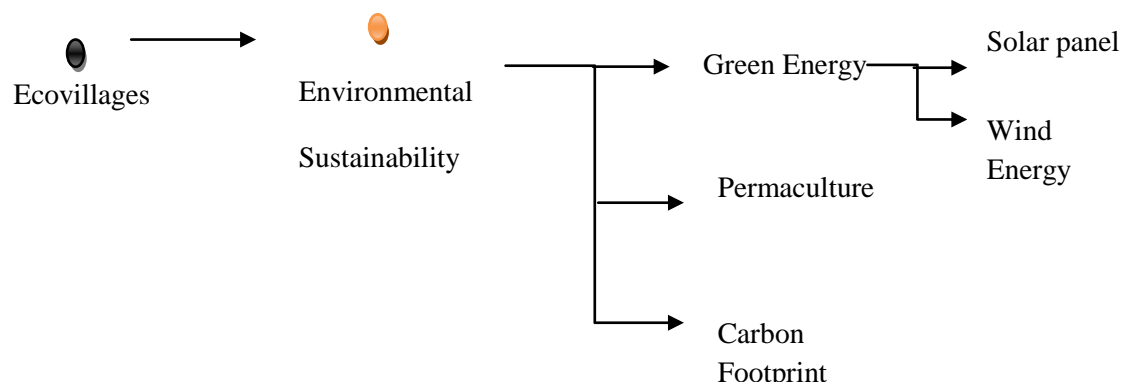 Ecovillages
Environmental
Sustainability
Green Energy
Solar panel
Wind
Energy
Permaculture
Carbon
Footprint